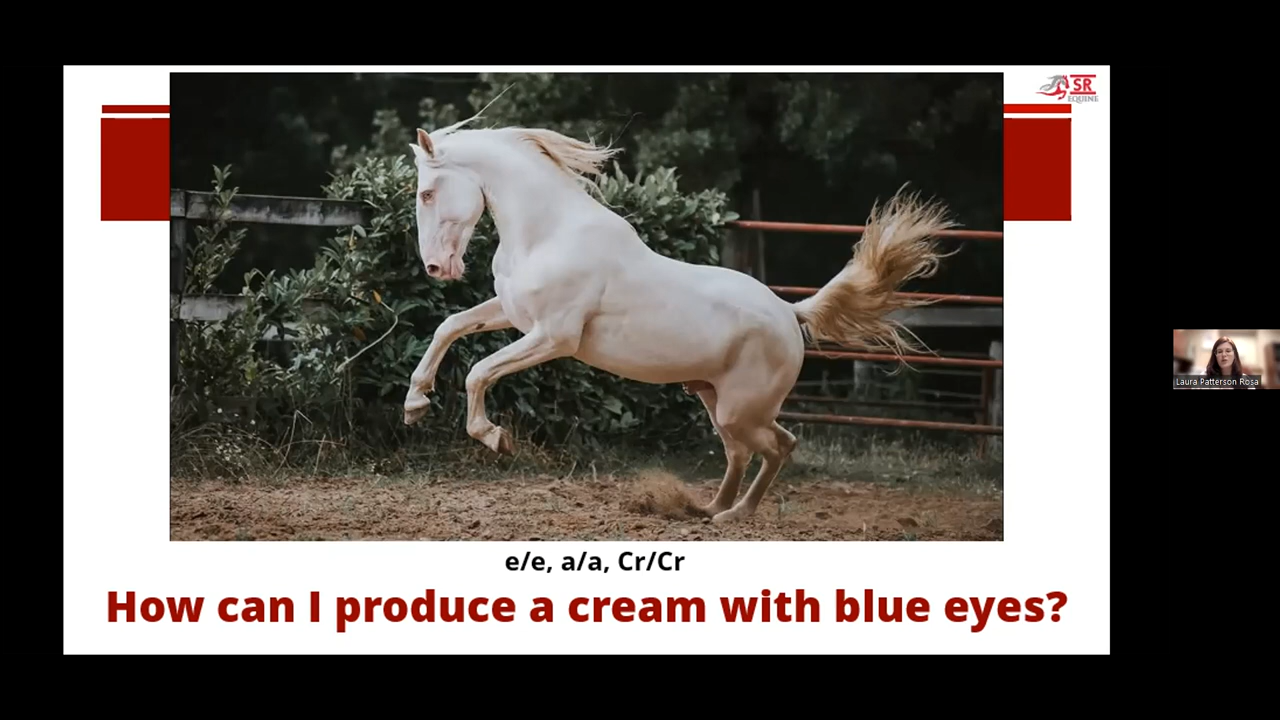 SR
EQUINE
e/e, a/a, Cr/Cr
How can I produce a cream with blue eyes?
Laura Patterson Rosa